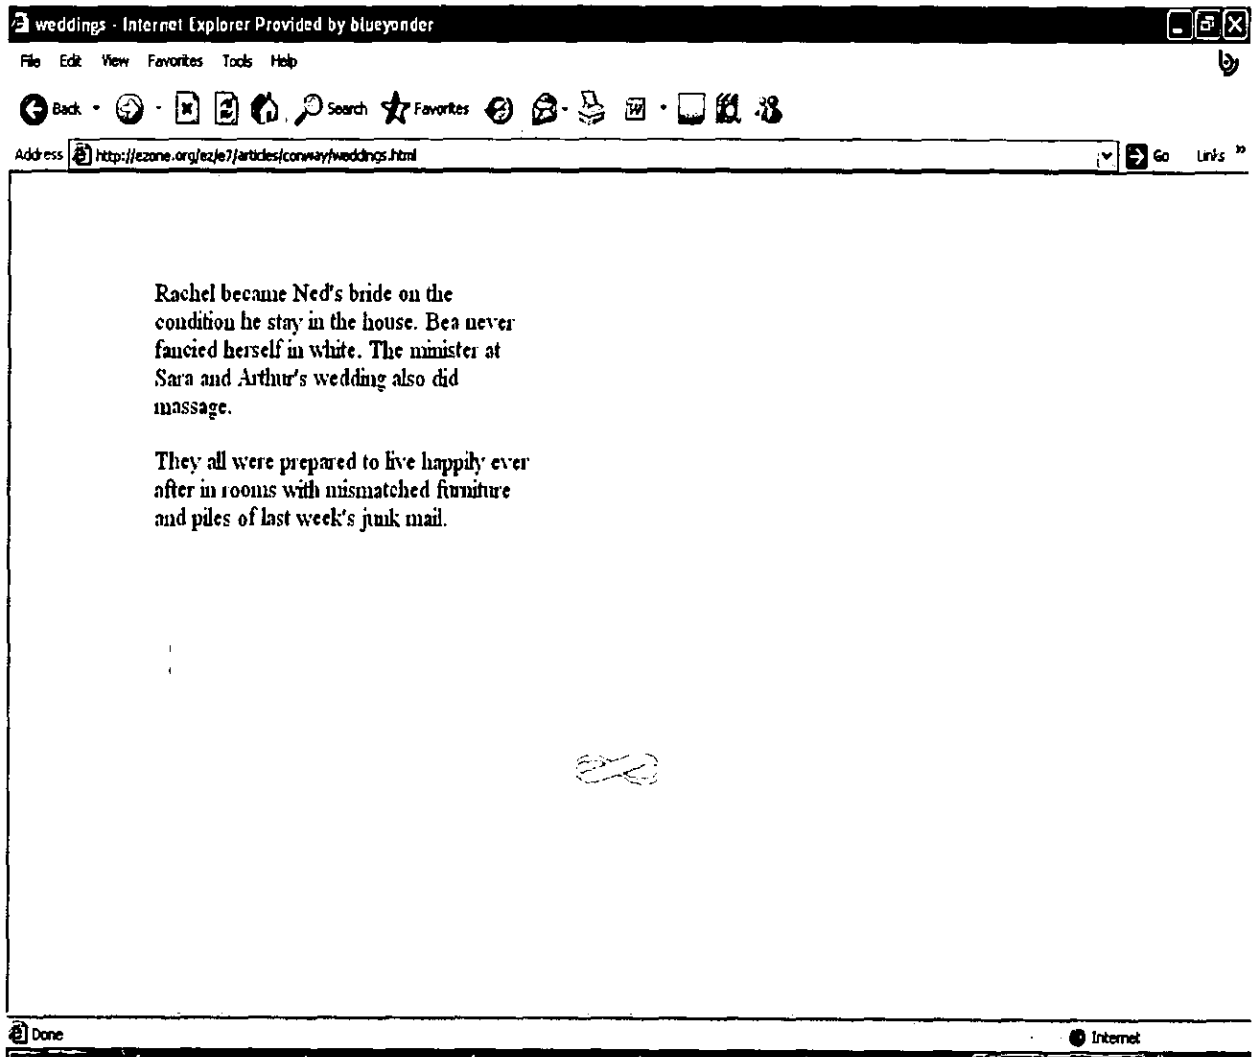 weddings - Internet Explorer Provided by blueyonder
File Edit View Favorites Tools Help
Back Search Favorites
Address http://ezone.org/ez/e7/articles/conway/weddings.html Go Links »
Rachel became Ned's bride on the
condition he stay in the house. Bea never
fancied herself in white. The minister at
Sara and Arthur's wedding also did
massage.
They all were prepared to live happily ever
after in rooms with mismatched furniture
and piles of last week's junk mail.
Done Internet